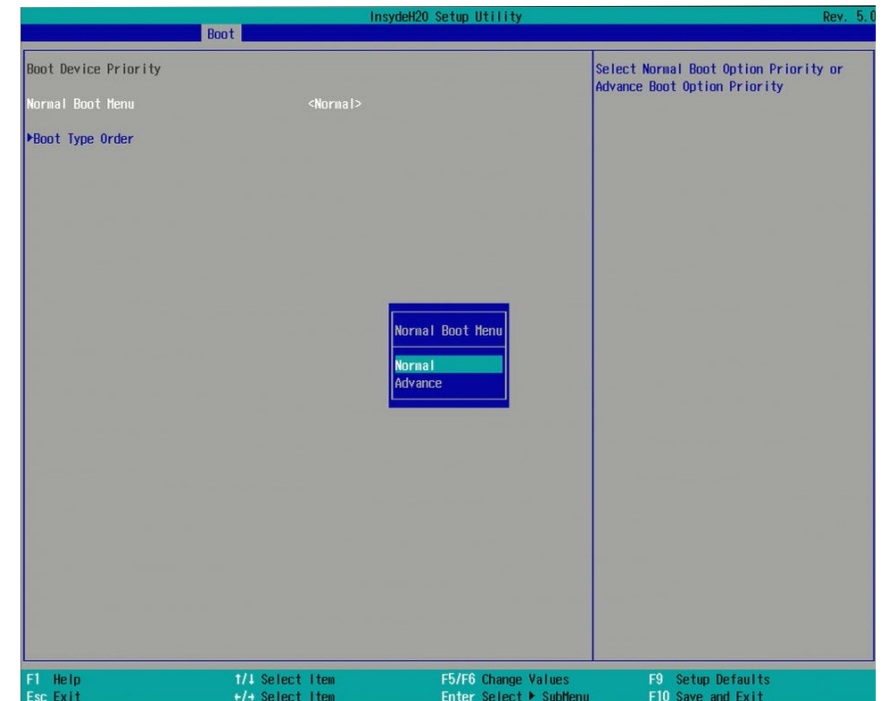 InsydeH20 Setup Utility Rev. 5.0
Boot
Boot Device Priority
Normal Boot Menu <Normal>
▶Boot Type Order
Select Normal Boot Option Priority or
Advance Boot Option Priority
Normal Boot Menu
Normal
Advance
F1 Help ↑/↓ Select Item F5/F6 Change Values F9 Setup Defaults
Esc Exit ←/→ Select Item Enter Select ▶ SubMenu F10 Save and Exit